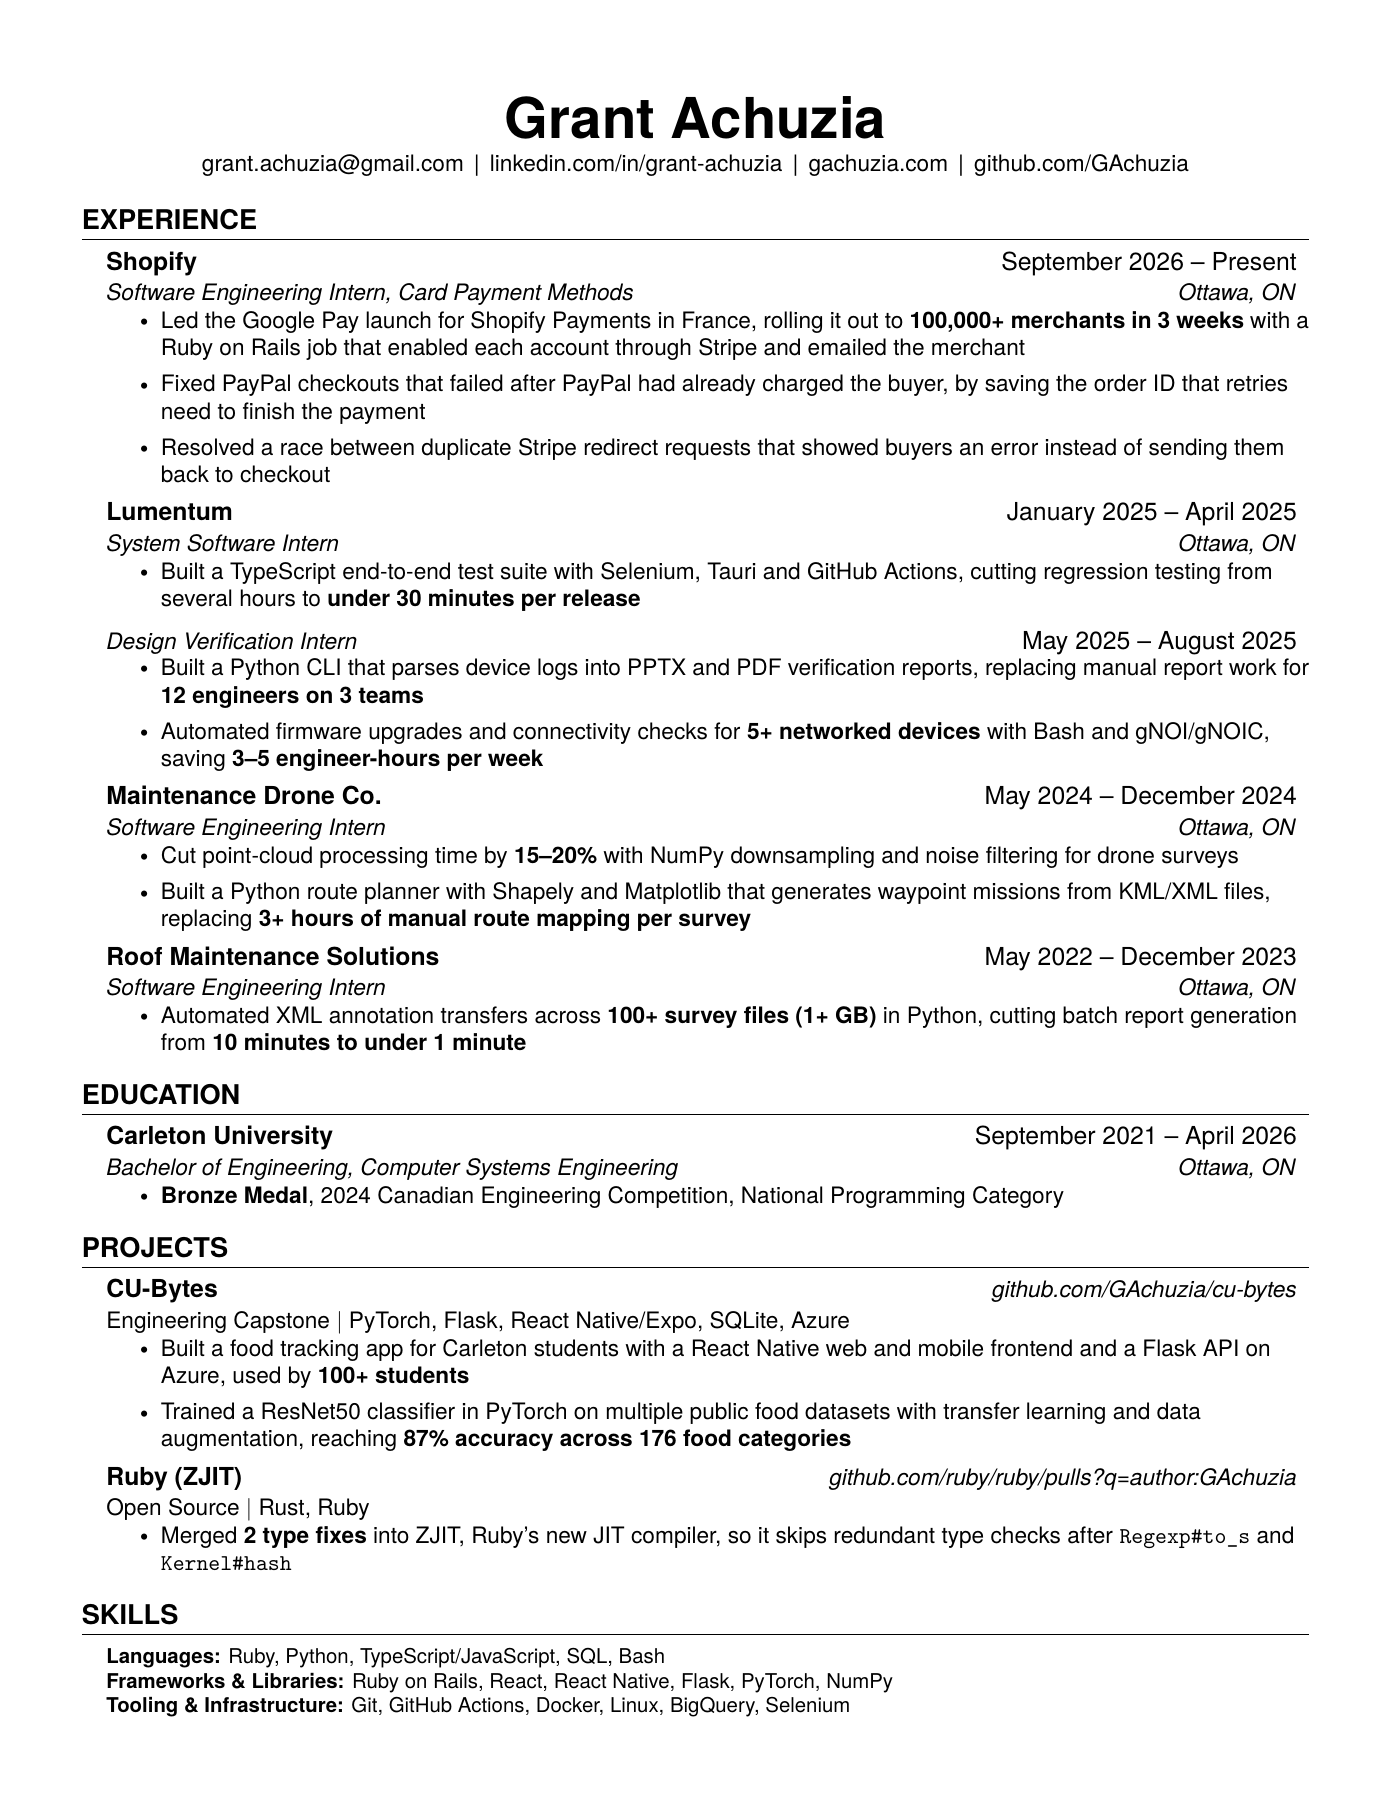 Grant Achuzia
grant.achuzia@gmail.com | linkedin.com/in/grant-achuzia | gachuzia.com | github.com/GAchuzia
EXPERIENCE
Shopify September 2026 – Present
Software Engineering Intern, Card Payment Methods Ottawa, ON
• Led the Google Pay launch for Shopify Payments in France, rolling it out to 100,000+ merchants in 3 weeks with a
Ruby on Rails job that enabled each account through Stripe and emailed the merchant
• Fixed PayPal checkouts that failed after PayPal had already charged the buyer, by saving the order ID that retries
need to finish the payment
• Resolved a race between duplicate Stripe redirect requests that showed buyers an error instead of sending them
back to checkout
Lumentum January 2025 – April 2025
System Software Intern Ottawa, ON
• Built a TypeScript end-to-end test suite with Selenium, Tauri and GitHub Actions, cutting regression testing from
several hours to under 30 minutes per release
Design Verification Intern May 2025 – August 2025
• Built a Python CLI that parses device logs into PPTX and PDF verification reports, replacing manual report work for
12 engineers on 3 teams
• Automated firmware upgrades and connectivity checks for 5+ networked devices with Bash and gNOI/gNOIC,
saving 3–5 engineer-hours per week
Maintenance Drone Co. May 2024 – December 2024
Software Engineering Intern Ottawa, ON
• Cut point-cloud processing time by 15–20% with NumPy downsampling and noise filtering for drone surveys
• Built a Python route planner with Shapely and Matplotlib that generates waypoint missions from KML/XML files,
replacing 3+ hours of manual route mapping per survey
Roof Maintenance Solutions May 2022 – December 2023
Software Engineering Intern Ottawa, ON
• Automated XML annotation transfers across 100+ survey files (1+ GB) in Python, cutting batch report generation
from 10 minutes to under 1 minute
EDUCATION
Carleton University September 2021 – April 2026
Bachelor of Engineering, Computer Systems Engineering Ottawa, ON
• Bronze Medal, 2024 Canadian Engineering Competition, National Programming Category
PROJECTS
CU-Bytes github.com/GAchuzia/cu-bytes
Engineering Capstone | PyTorch, Flask, React Native/Expo, SQLite, Azure
• Built a food tracking app for Carleton students with a React Native web and mobile frontend and a Flask API on
Azure, used by 100+ students
• Trained a ResNet50 classifier in PyTorch on multiple public food datasets with transfer learning and data
augmentation, reaching 87% accuracy across 176 food categories
Ruby (ZJIT) github.com/ruby/ruby/pulls?q=author:GAchuzia
Open Source | Rust, Ruby
• Merged 2 type fixes into ZJIT, Ruby's new JIT compiler, so it skips redundant type checks after Regexp#to_s and
Kernel#hash
SKILLS
Languages: Ruby, Python, TypeScript/JavaScript, SQL, Bash
Frameworks & Libraries: Ruby on Rails, React, React Native, Flask, PyTorch, NumPy
Tooling & Infrastructure: Git, GitHub Actions, Docker, Linux, BigQuery, Selenium